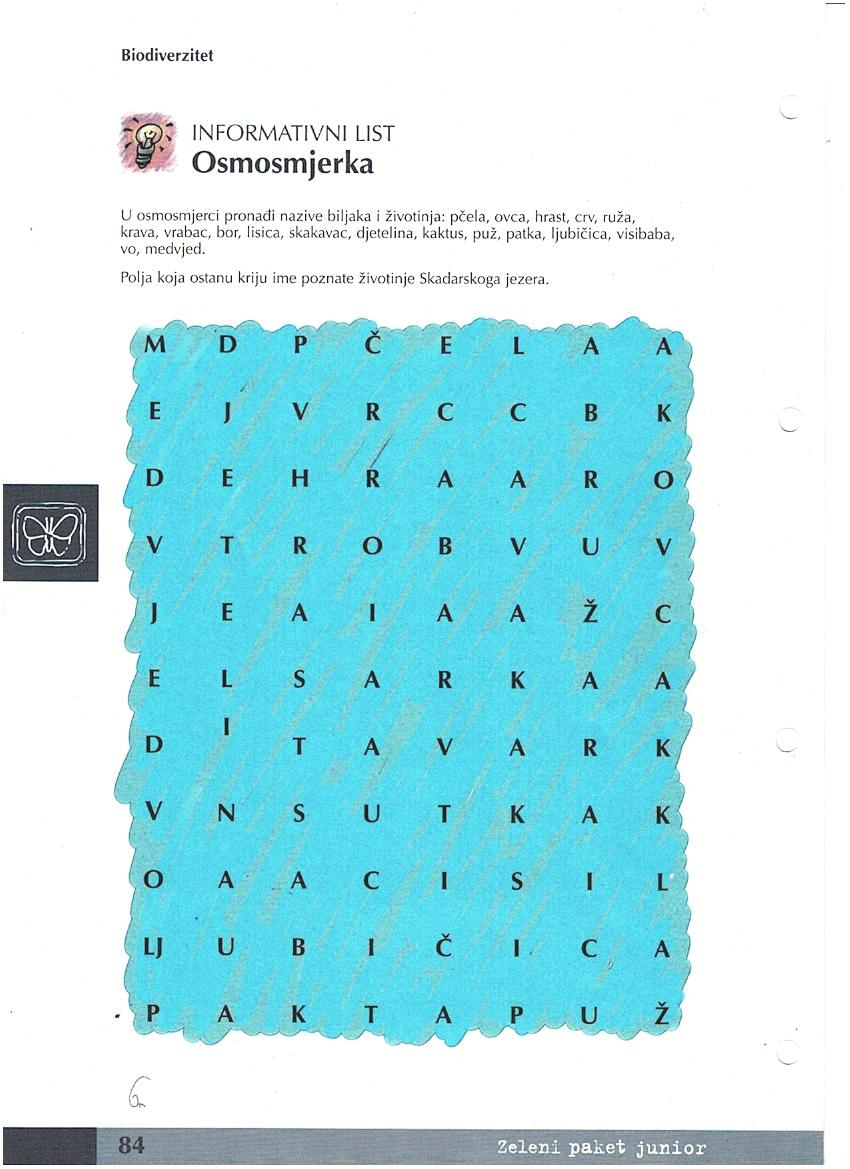 Biodiverzitet
INFORMATIVNI LIST
Osmosmjerka
U osmosmjerci pronađi nazive biljaka i životinja: pčela, ovca, hrast, crv, ruža,
krava, vrabac, bor, lisica, skakavac, djetelina, kaktus, puž, patka, ljubičica, visibaba,
vo, medvjed.
Polja koja ostanu kriju ime poznate životinje Skadarskoga jezera.
M D P Č E L A A
E J V R C C B K
D E H R A A R O
V T R O B V U V
J E A I A A Ž C
E L S A R K A A
D I T A V A R K
V N S U T K A K
O A A C I S I L
LJ U B I Č I C A
P A K T A P U Ž
84
Zeleni paket junior